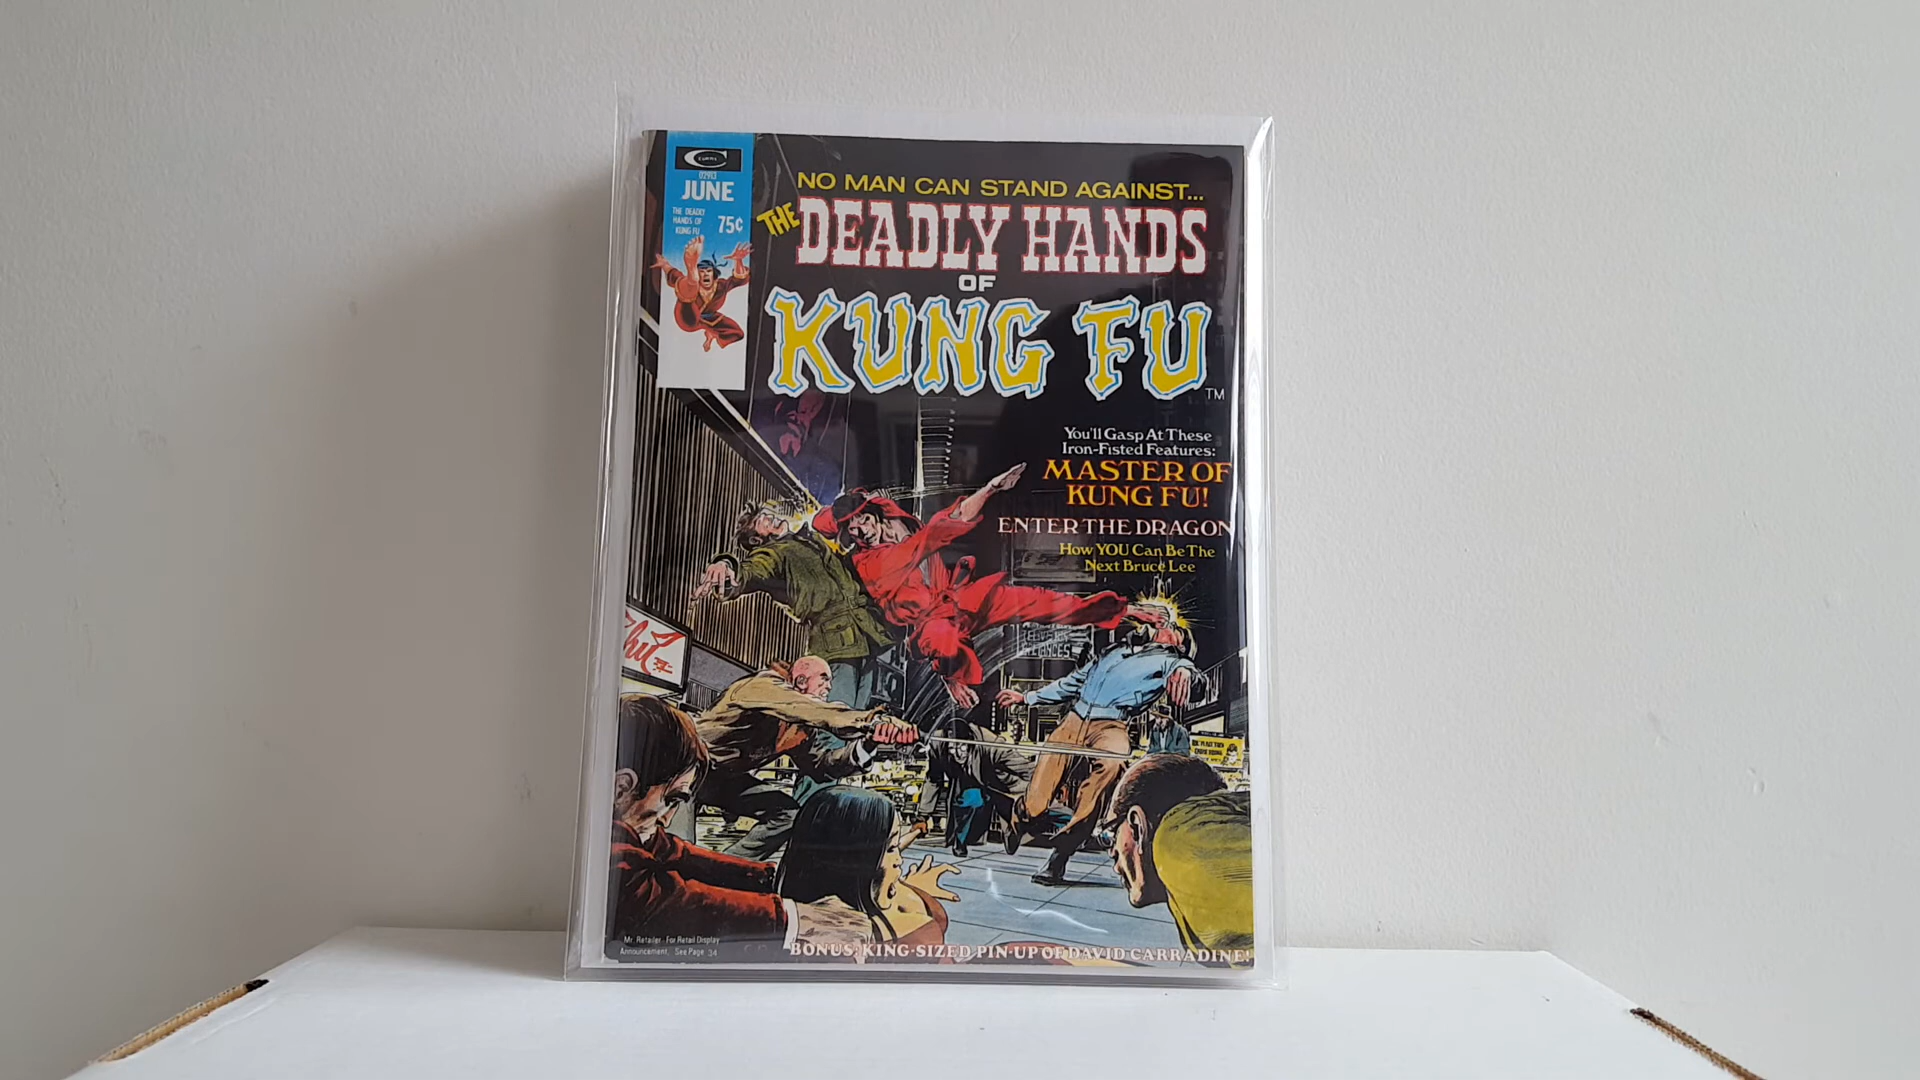 CURTIS
02913
JUNE
THE DEADLY
HANDS OF
KUNG FU
75¢
NO MAN CAN STAND AGAINST...
THE
DEADLY HANDS
OF
KUNG FU
TM
You'll Gasp At These
Iron-Fisted Features:
MASTER OF
KUNG FU!
ENTER THE DRAGON
How YOU Can Be The
Next Bruce Lee
Mr. Retailer - For Retail Display
Announcement, See Page 34
BONUS: KING-SIZED PIN-UP OF DAVID CARRADINE!